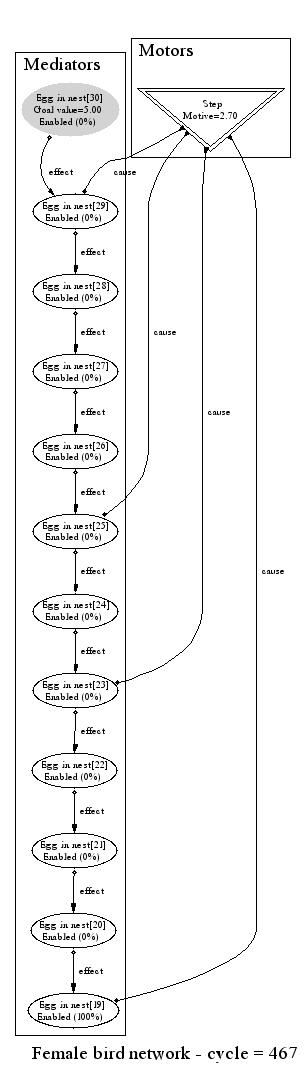 Motors
Mediators
Egg in nest[30]
Goal value=5.00
Enabled (0%)
Step
Motive=2.70
effect
cause
Egg in nest[29]
Enabled (0%)
effect
Egg in nest[28]
Enabled (0%)
effect
cause
Egg in nest[27]
Enabled (0%)
effect
cause
Egg in nest[26]
Enabled (0%)
effect
Egg in nest[25]
Enabled (0%)
effect
cause
Egg in nest[24]
Enabled (0%)
effect
Egg in nest[23]
Enabled (0%)
effect
Egg in nest[22]
Enabled (0%)
effect
Egg in nest[21]
Enabled (0%)
effect
Egg in nest[20]
Enabled (0%)
effect
Egg in nest[19]
Enabled (100%)
Female bird network - cycle = 467